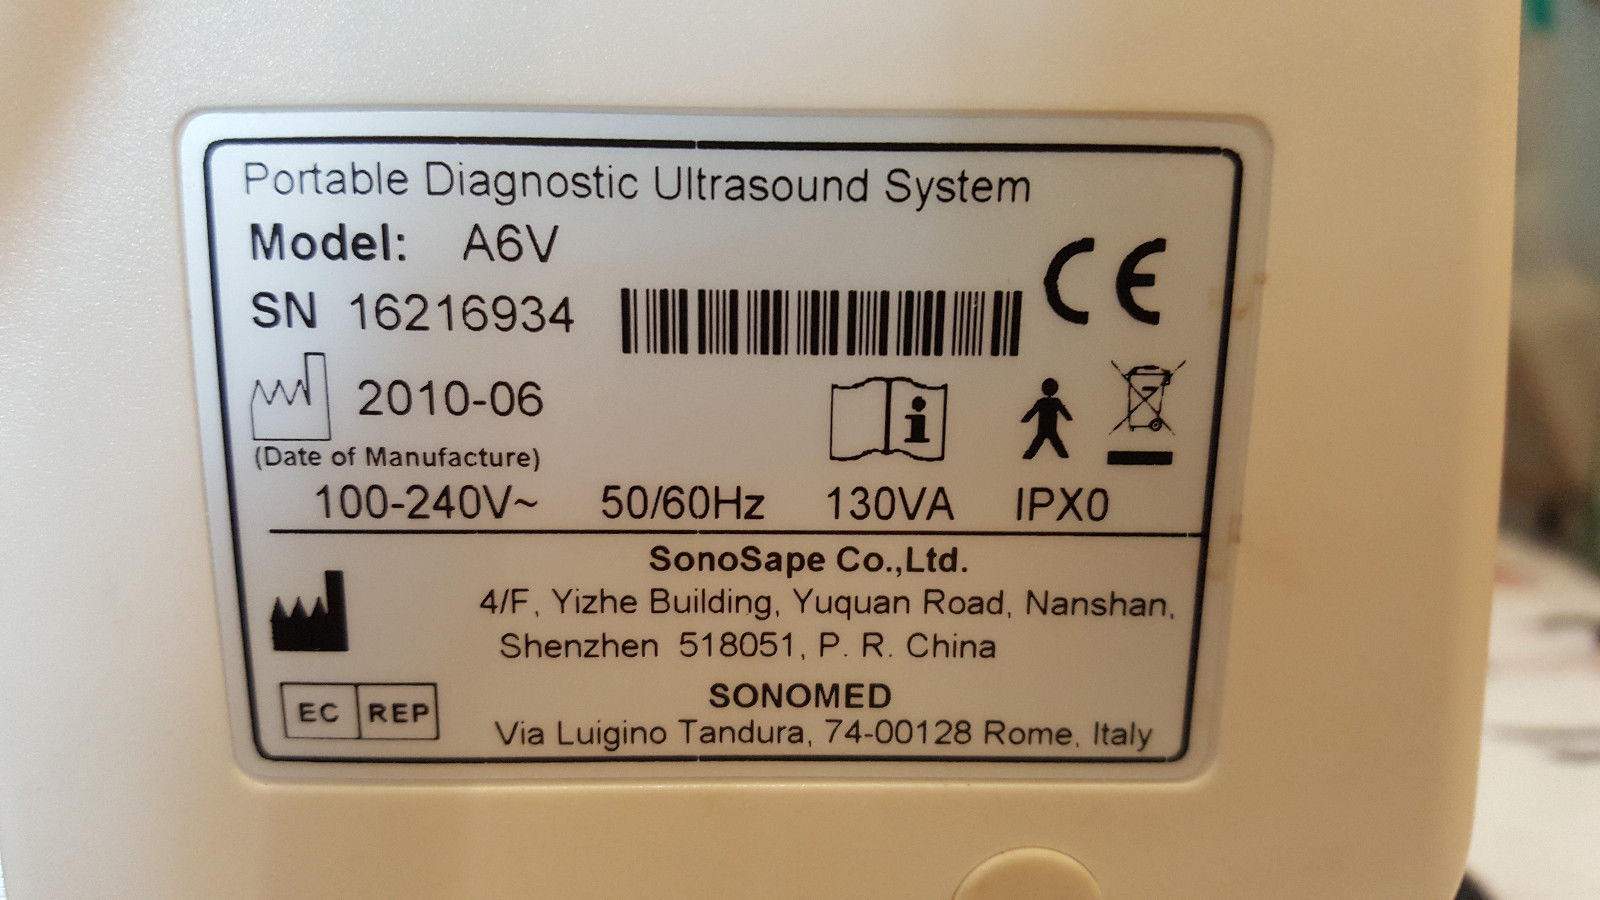 Portable Diagnostic Ultrasound System
Model: A6V
CE
SN 16216934
2010-06
(Date of Manufacture)
i
100-240V~ 50/60Hz 130VA IPX0
SonoSape Co.,Ltd.
4/F, Yizhe Building, Yuquan Road, Nanshan,
Shenzhen 518051, P. R. China
EC REP
SONOMED
Via Luigino Tandura, 74-00128 Rome, Italy